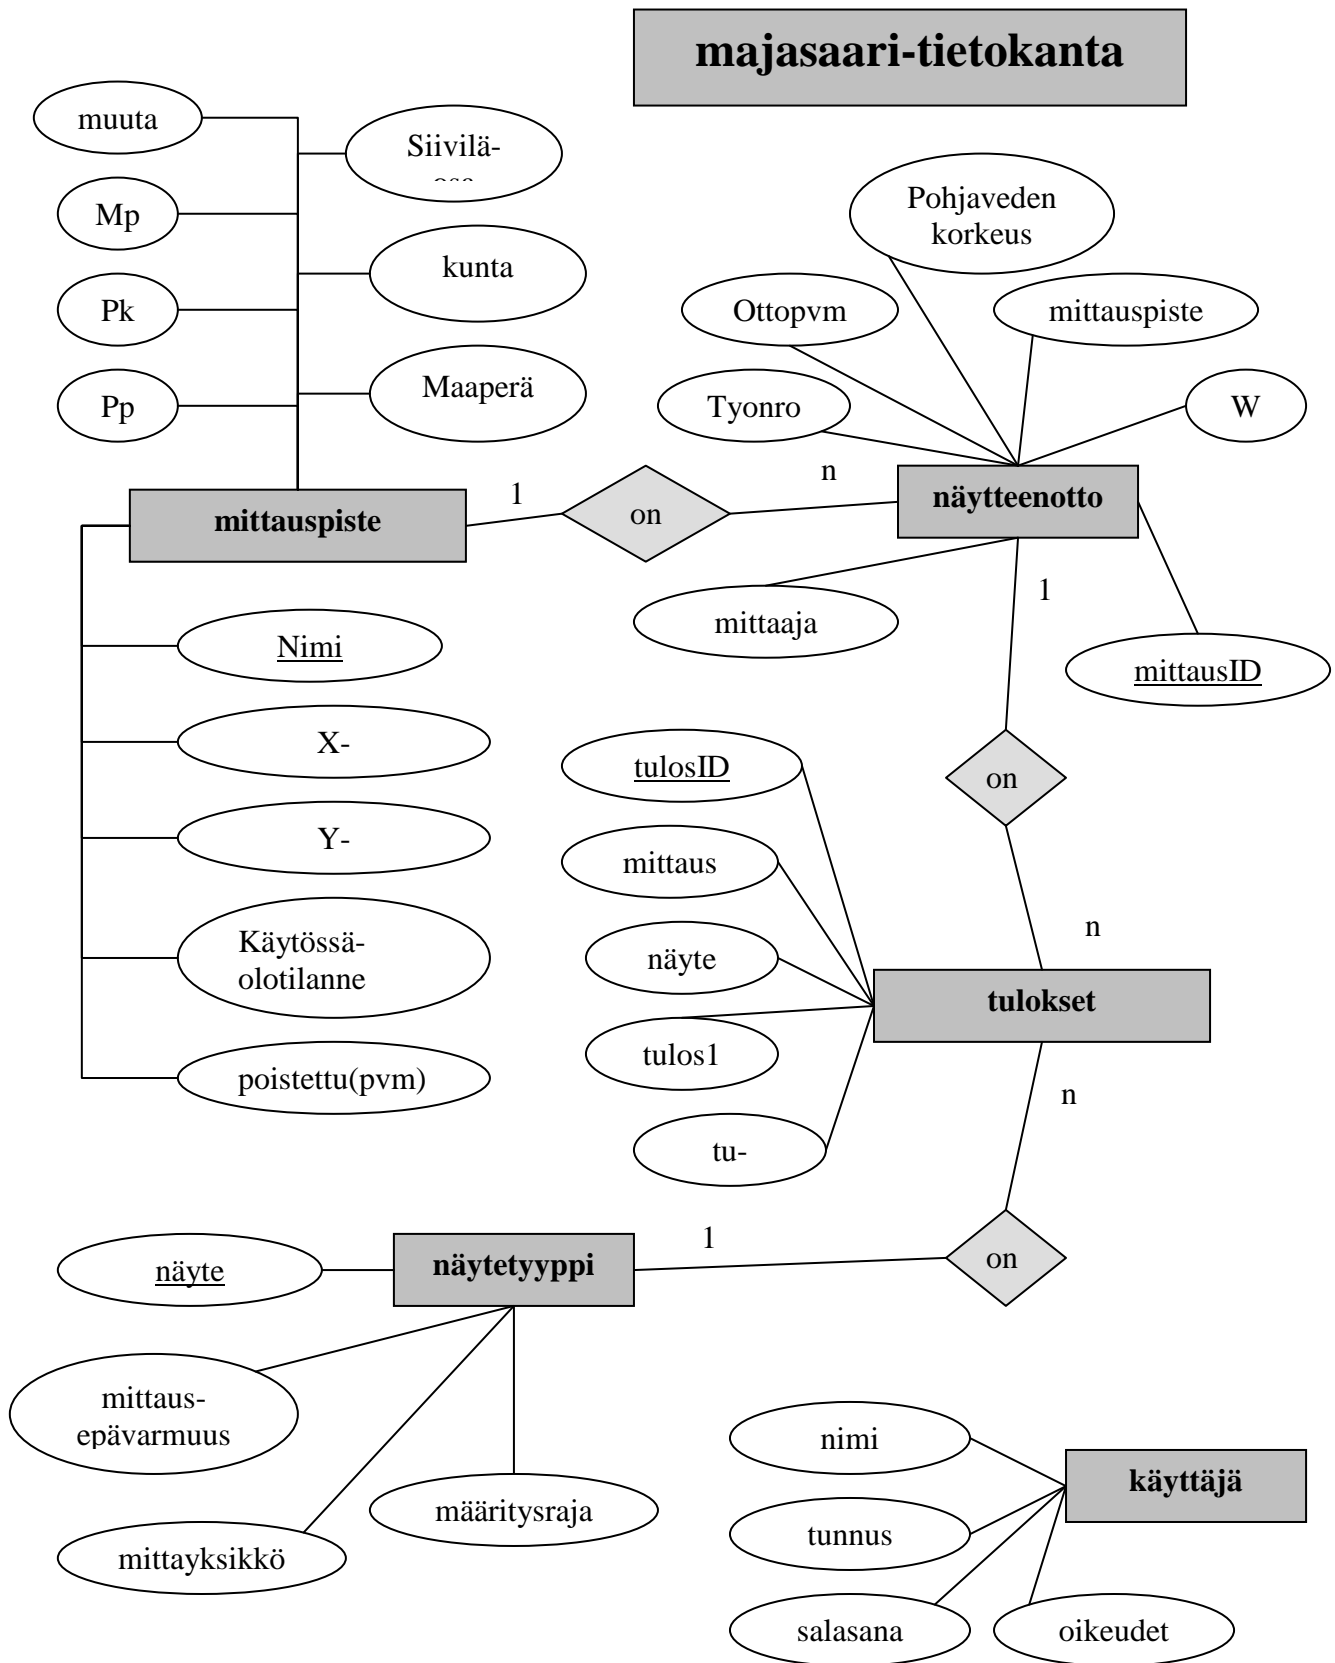 majasaari-tietokanta
muuta
Siivilä-
Mp
kunta
Pk
Maaperä
Pp
Pohjaveden
korkeus
Ottopvm
mittauspiste
Tyonro
W
mittauspiste
1
on
n
näytteenotto
mittaaja
1
mittausID
Nimi
X-
Y-
Käytössä-
olotilanne
poistettu(pvm)
on
tulosID
mittaus
näyte
tulos1
tu-
n
tulokset
n
näyte
näytetyyppi
1
on
mittaus-
epävarmuus
mittayksikkö
määritysraja
nimi
käyttäjä
tunnus
salasana
oikeudet